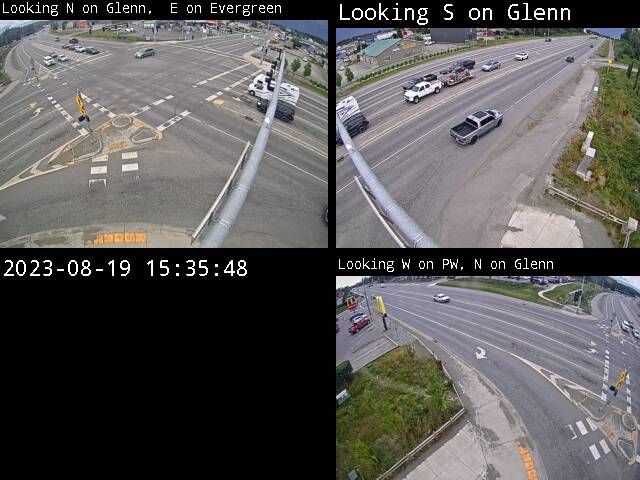 Looking N on Glenn,  E on Evergreen
Looking S on Glenn
2023-08-19 15:35:48
Looking W on PW, N on Glenn